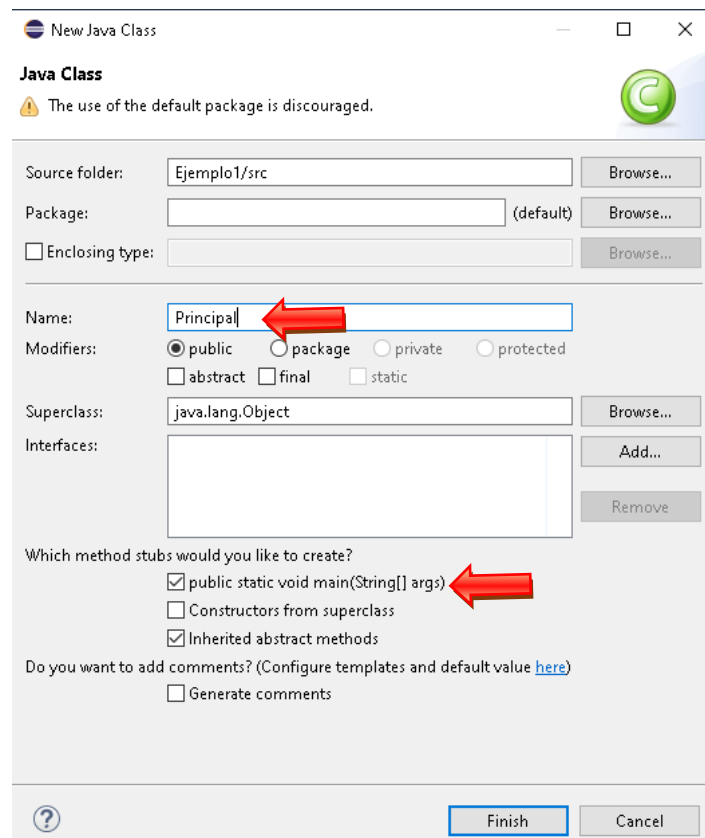 New Java Class
Java Class
The use of the default package is discouraged.
Source folder: Ejemplo1/src Browse...
Package: (default) Browse...
Enclosing type: Browse...
Name: Principal
Modifiers: public package private protected
abstract final static
Superclass: java.lang.Object Browse...
Interfaces: Add...
Remove
Which method stubs would you like to create?
public static void main(String[] args)
Constructors from superclass
Inherited abstract methods
Do you want to add comments? (Configure templates and default value here)
Generate comments
? Finish Cancel